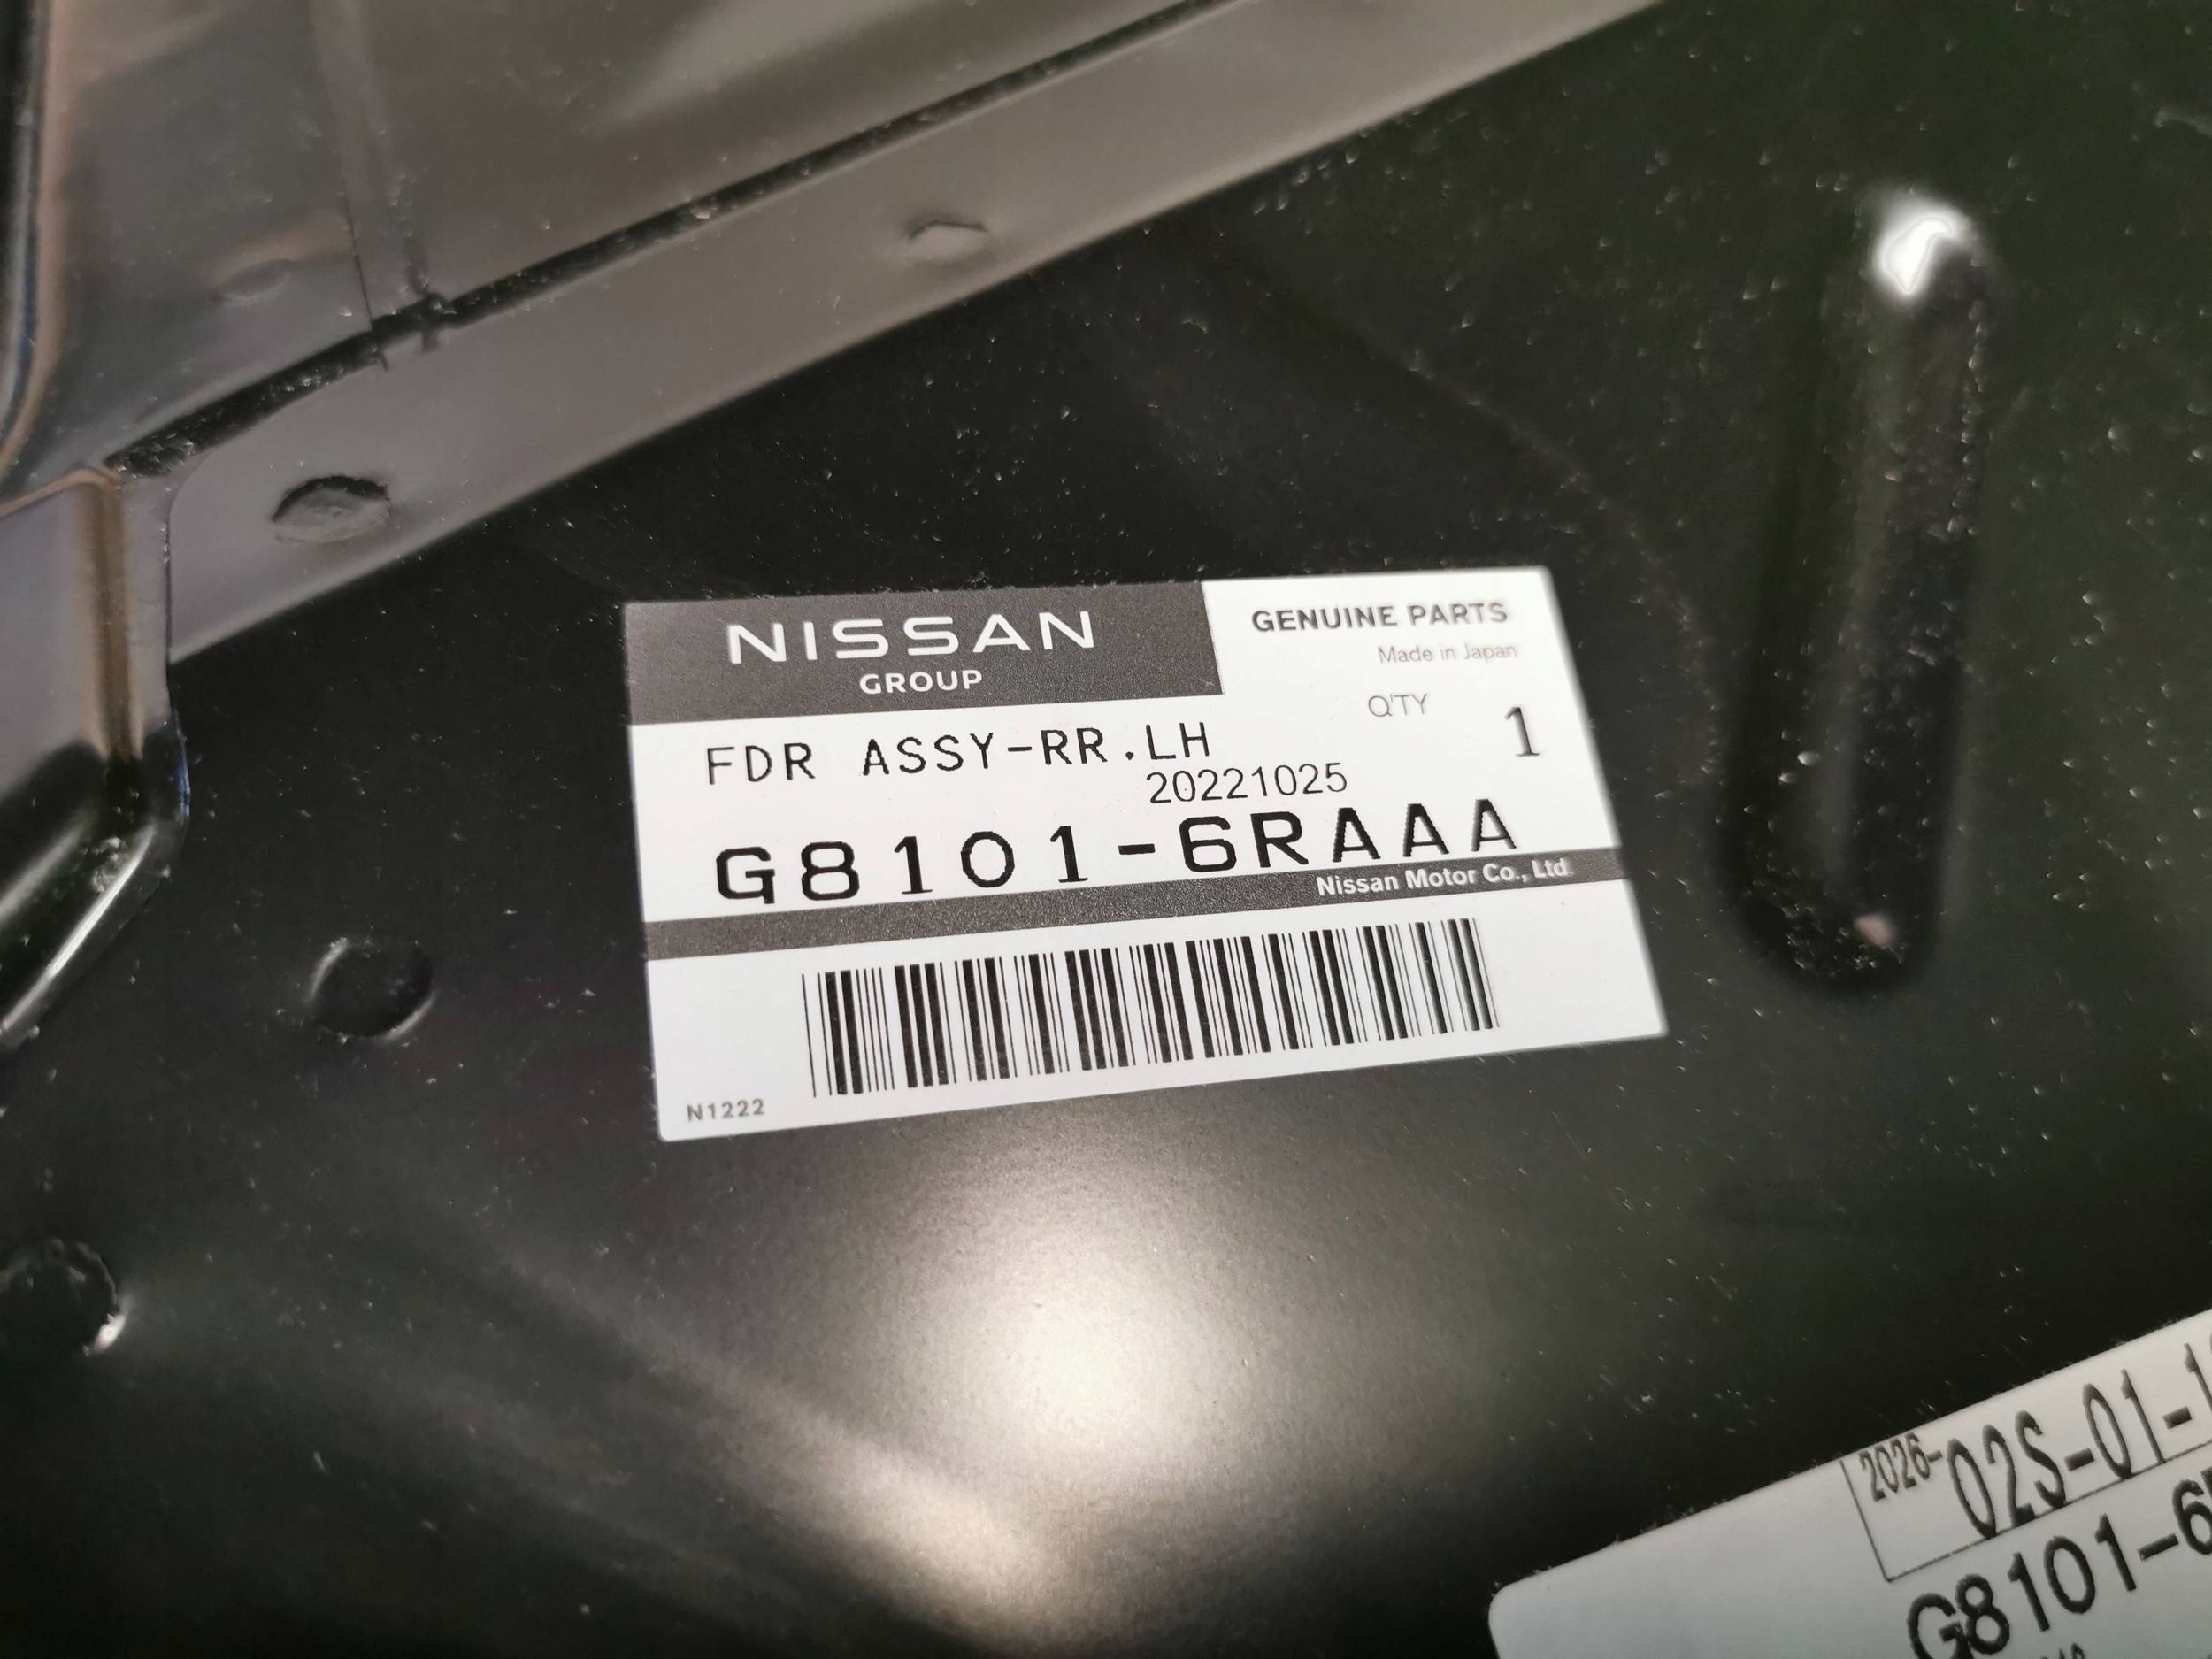 NISSAN
GROUP
GENUINE PARTS
Made in Japan
Q'TY
1
FDR ASSY-RR.LH
20221025
G8101-6RAAA
Nissan Motor Co., Ltd.
N1222
2026-02S-01-1
G8101-6